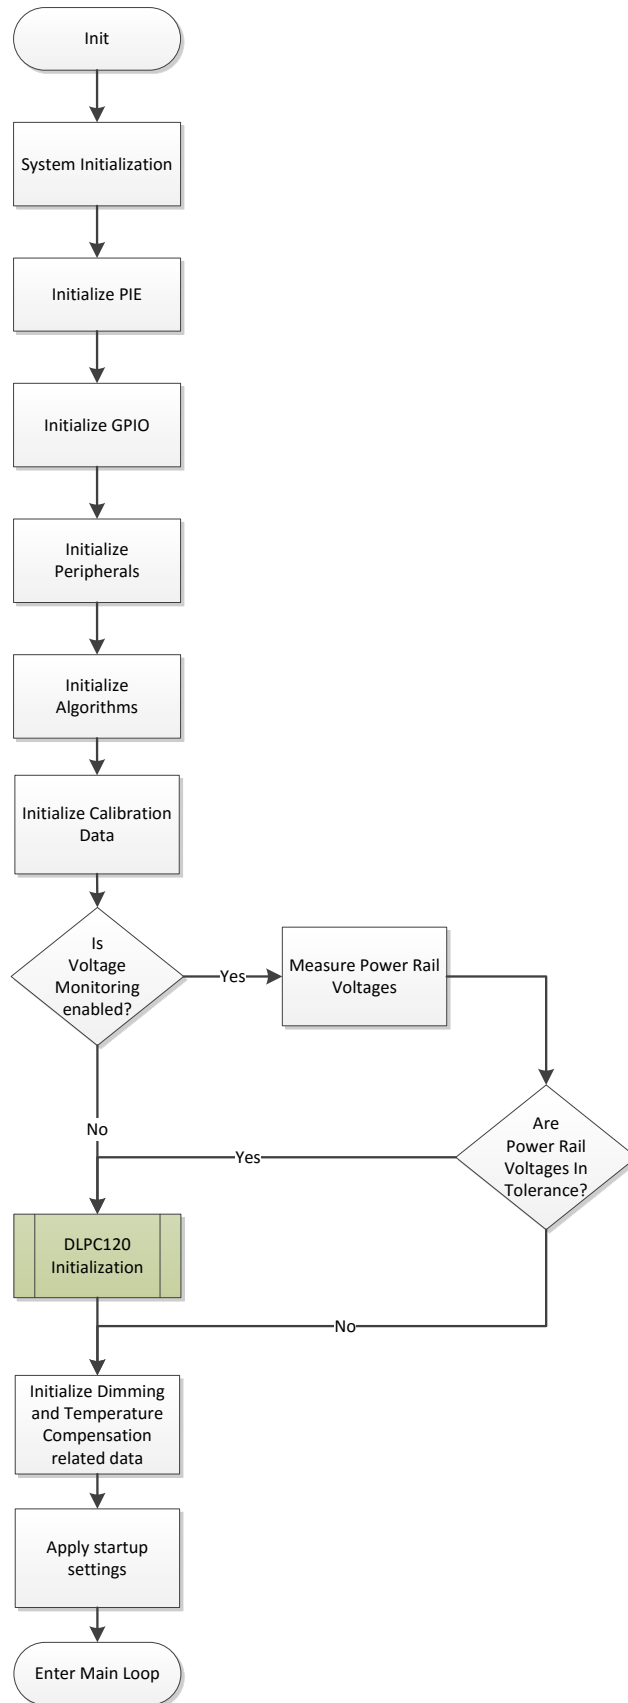 Init
System Initialization
Initialize PIE
Initialize GPIO
Initialize
Peripherals
Initialize
Algorithms
Initialize Calibration
Data
Is
Voltage
Monitoring
enabled?
Yes
Measure Power Rail
Voltages
No
Are
Power Rail
Voltages In
Tolerance?
Yes
DLPC120
Initialization
No
Initialize Dimming
and Temperature
Compensation
related data
Apply startup
settings
Enter Main Loop